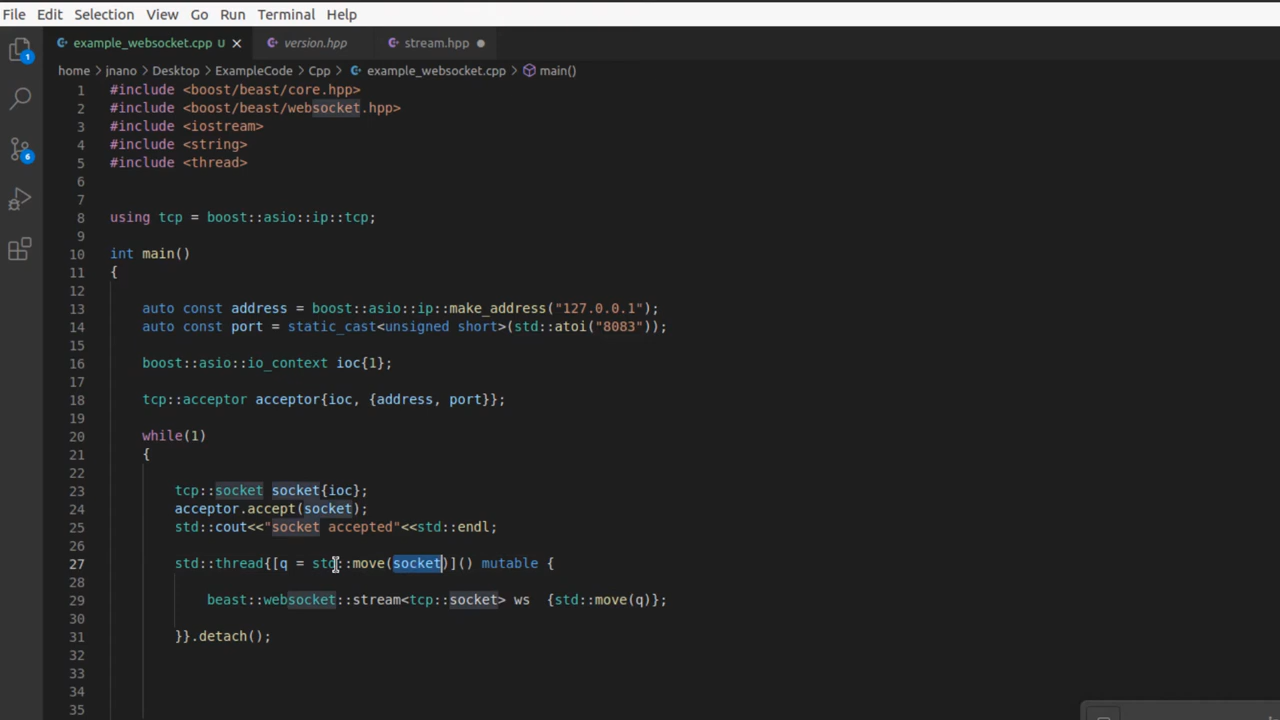 File Edit Selection View Go Run Terminal Help
example_websocket.cpp U version.hpp stream.hpp
home > jnano > Desktop > ExampleCode > Cpp > example_websocket.cpp > main()
1 #include <boost/beast/core.hpp>
2 #include <boost/beast/websocket.hpp>
3 #include <iostream>
4 #include <string>
5 #include <thread>
6
7
8 using tcp = boost::asio::ip::tcp;
9
10 int main()
11 {
12
13 auto const address = boost::asio::ip::make_address("127.0.0.1");
14 auto const port = static_cast<unsigned short>(std::atoi("8083"));
15
16 boost::asio::io_context ioc{1};
17
18 tcp::acceptor acceptor{ioc, {address, port}};
19
20 while(1)
21 {
22
23 tcp::socket socket{ioc};
24 acceptor.accept(socket);
25 std::cout<<"socket accepted"<<std::endl;
26
27 std::thread{[q = std::move(socket)]() mutable {
28
29 beast::websocket::stream<tcp::socket> ws {std::move(q)};
30
31 }}.detach();
32
33
34
35
1
6